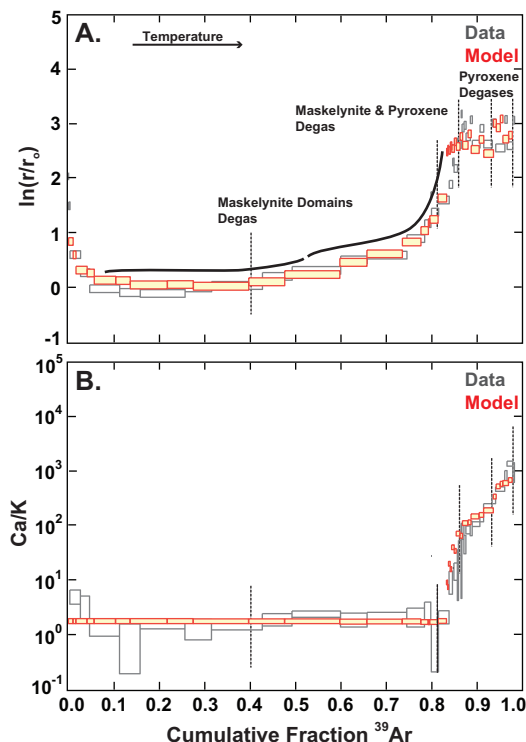 A.
Temperature
Data
Model
Pyroxene
Degases
Maskelynite & Pyroxene
Degas
Maskelynite Domains
Degas
ln(r/rₒ)
5
4
3
2
1
0
-1
B.
Data
Model
Ca/K
10⁵
10⁴
10³
10²
10¹
10⁰
10⁻¹
0.0 0.1 0.2 0.3 0.4 0.5 0.6 0.7 0.8 0.9 1.0
Cumulative Fraction ³⁹Ar